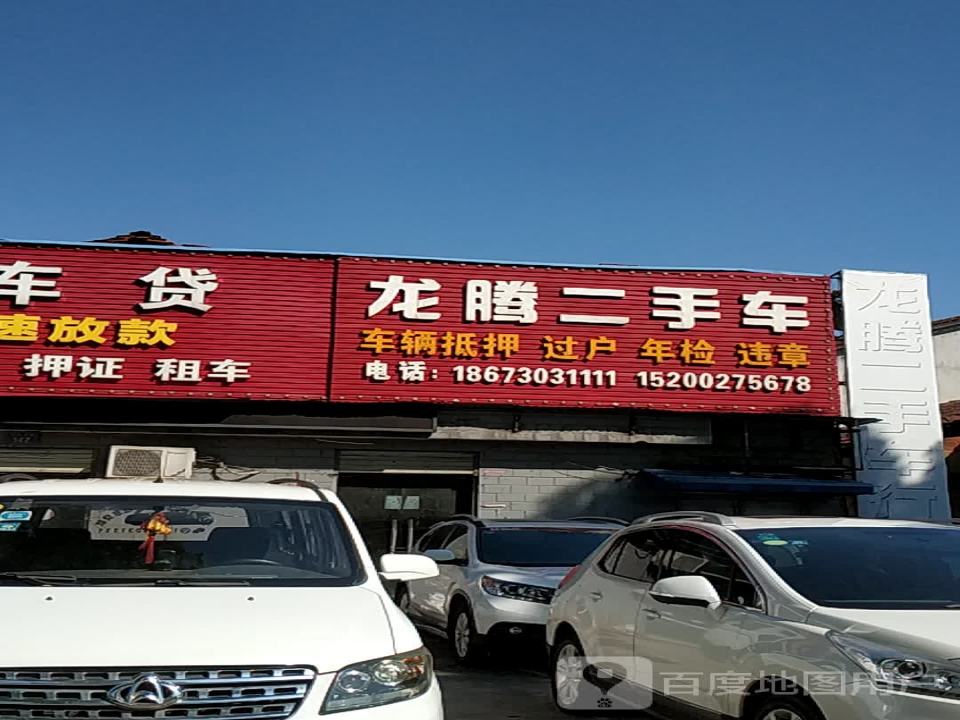 车贷
速放款
押证 租车
龙腾二手车
车辆抵押 过户 年检 违章
电话：18673031111 15200275678
龙腾二手车行
百度地图用户